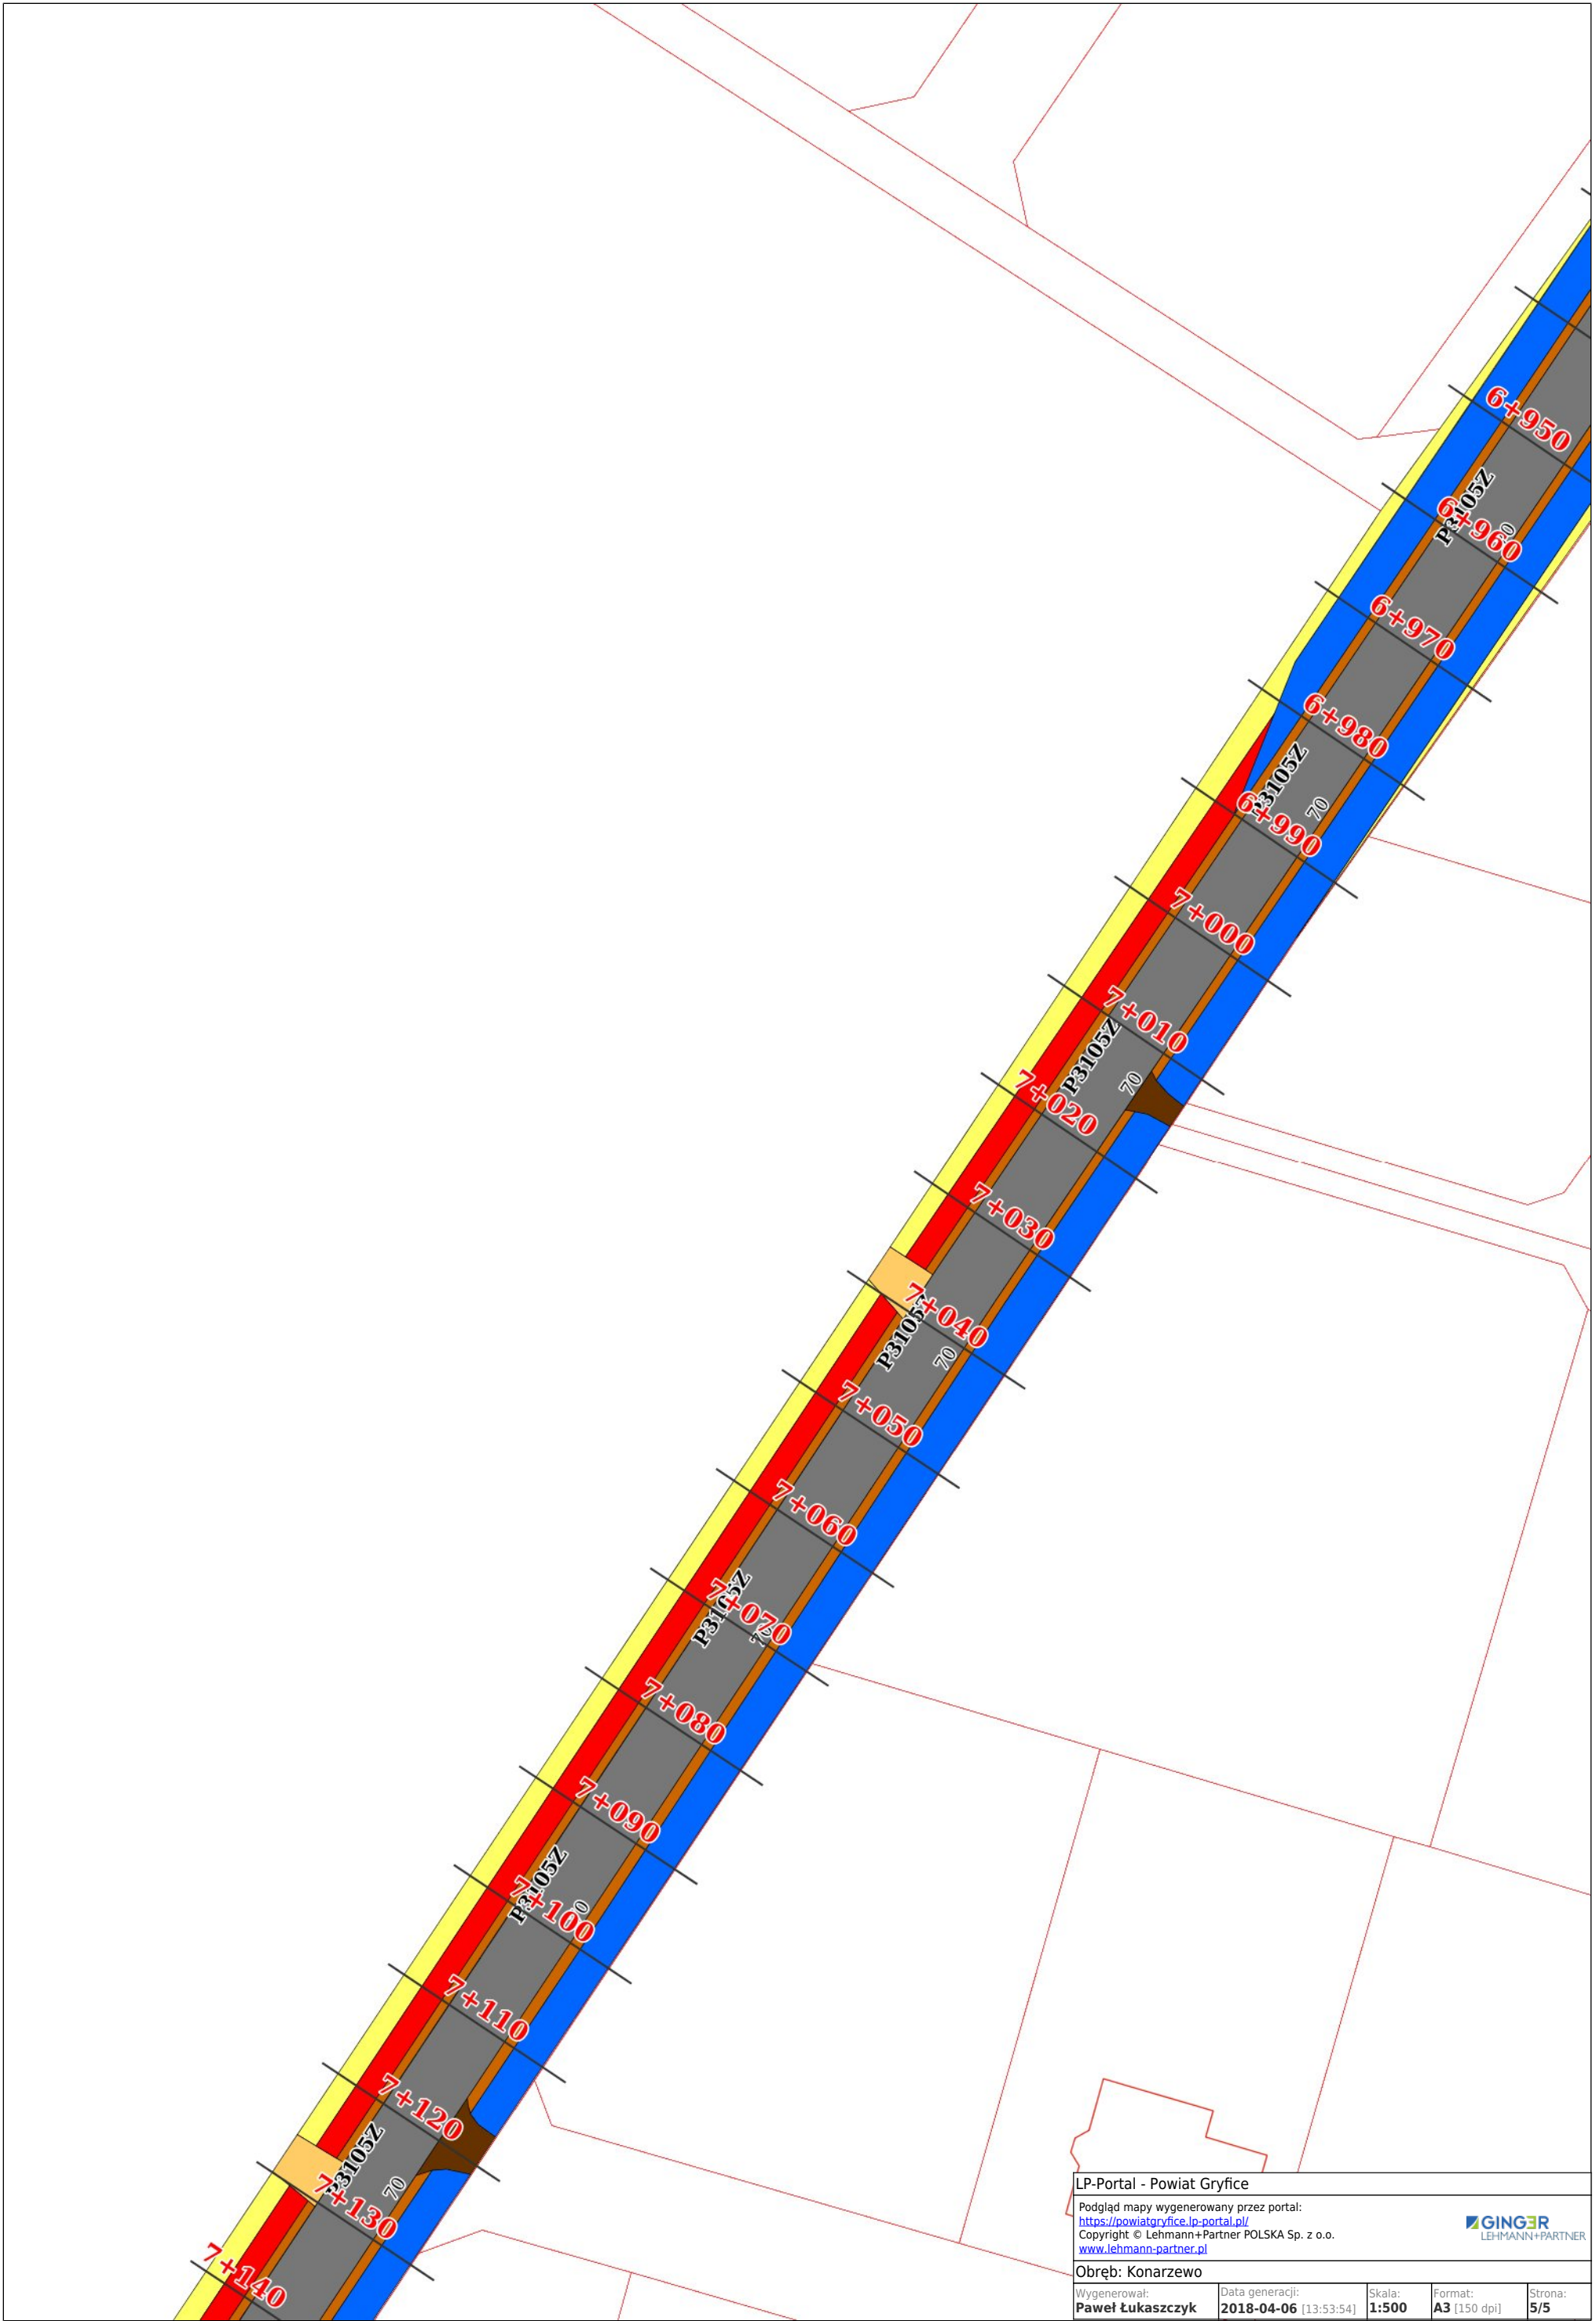 6+950
P3105Z
6+960
6+970
6+980
P3105Z
70
6+990
7+000
7+010
P3105Z
70
7+020
7+030
7+040
P3105Z
70
7+050
7+060
P3105Z
7+070
7+080
7+090
P3105Z
7+100
7+110
7+120
P3105Z
70
7+130
7+140
LP-Portal - Powiat Gryfice
Podgląd mapy wygenerowany przez portal:
https://powiatgryfice.lp-portal.pl/
Copyright © Lehmann+Partner POLSKA Sp. z o.o.
www.lehmann-partner.pl
GINGER
LEHMANN+PARTNER
Obręb: Konarzewo
Wygenerował: Data generacji: Skala: Format: Strona:
Paweł Łukaszczyk 2018-04-06 [13:53:54] 1:500 A3 [150 dpi] 5/5